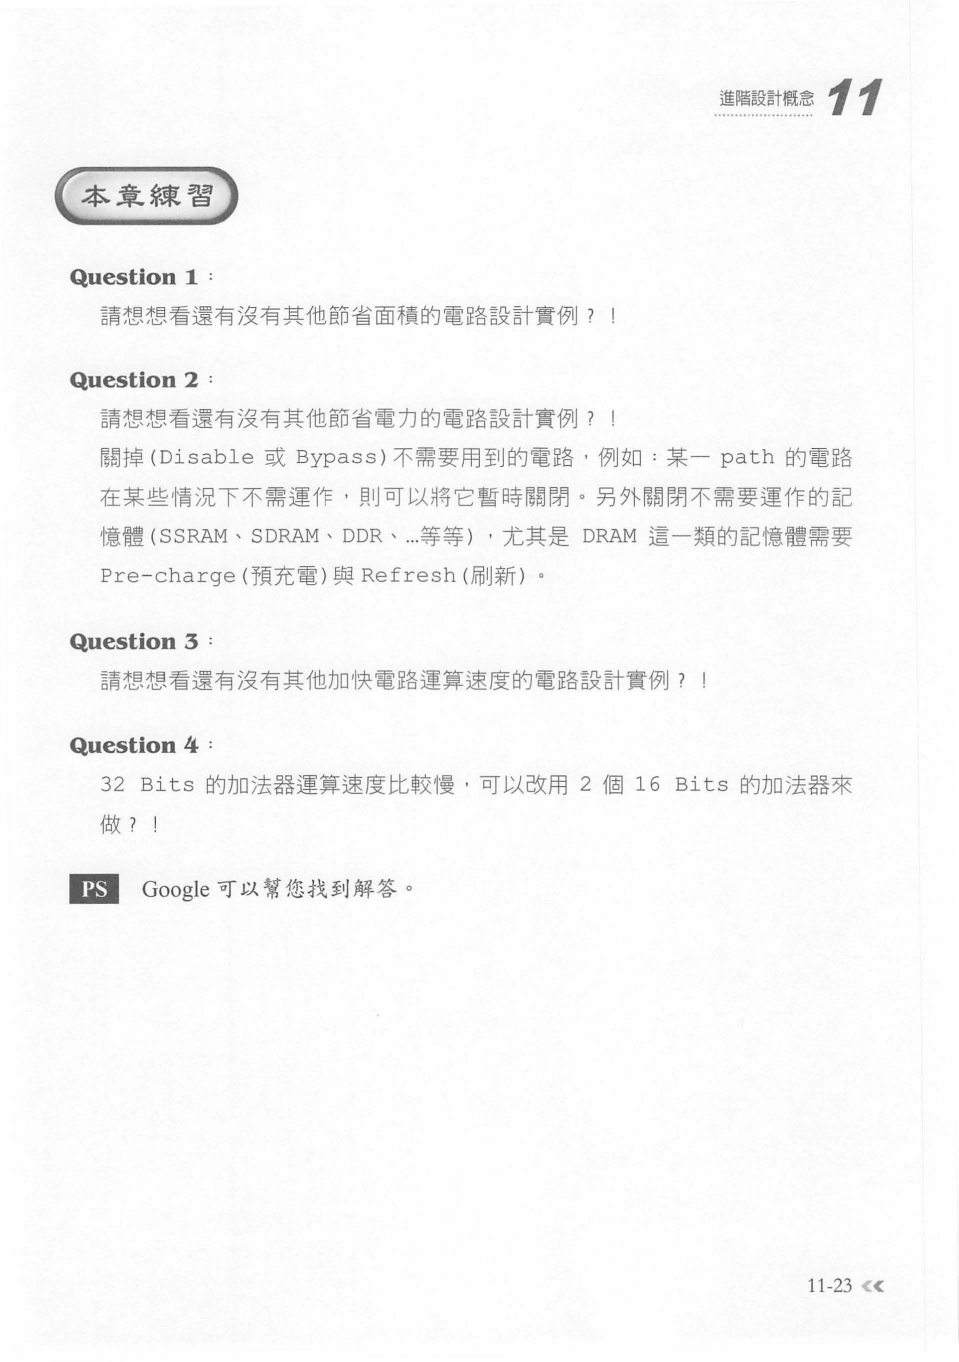 進階設計概念 11
本章練習
Question 1：
請想想看還有沒有其他節省面積的電路設計實例？！
Question 2：
請想想看還有沒有其他節省電力的電路設計實例？！
關掉(Disable 或 Bypass)不需要用到的電路，例如：某一 path 的電路
在某些情況下不需運作，則可以將它暫時關閉。另外關閉不需要運作的記
憶體(SSRAM、SDRAM、DDR、…等等)，尤其是 DRAM 這一類的記憶體需要
Pre-charge(預充電)與Refresh(刷新)。
Question 3：
請想想看還有沒有其他加快電路運算速度的電路設計實例？！
Question 4：
32 Bits 的加法器運算速度比較慢，可以改用 2 個 16 Bits 的加法器來
做？！
PS Google 可以幫您找到解答。
11-23